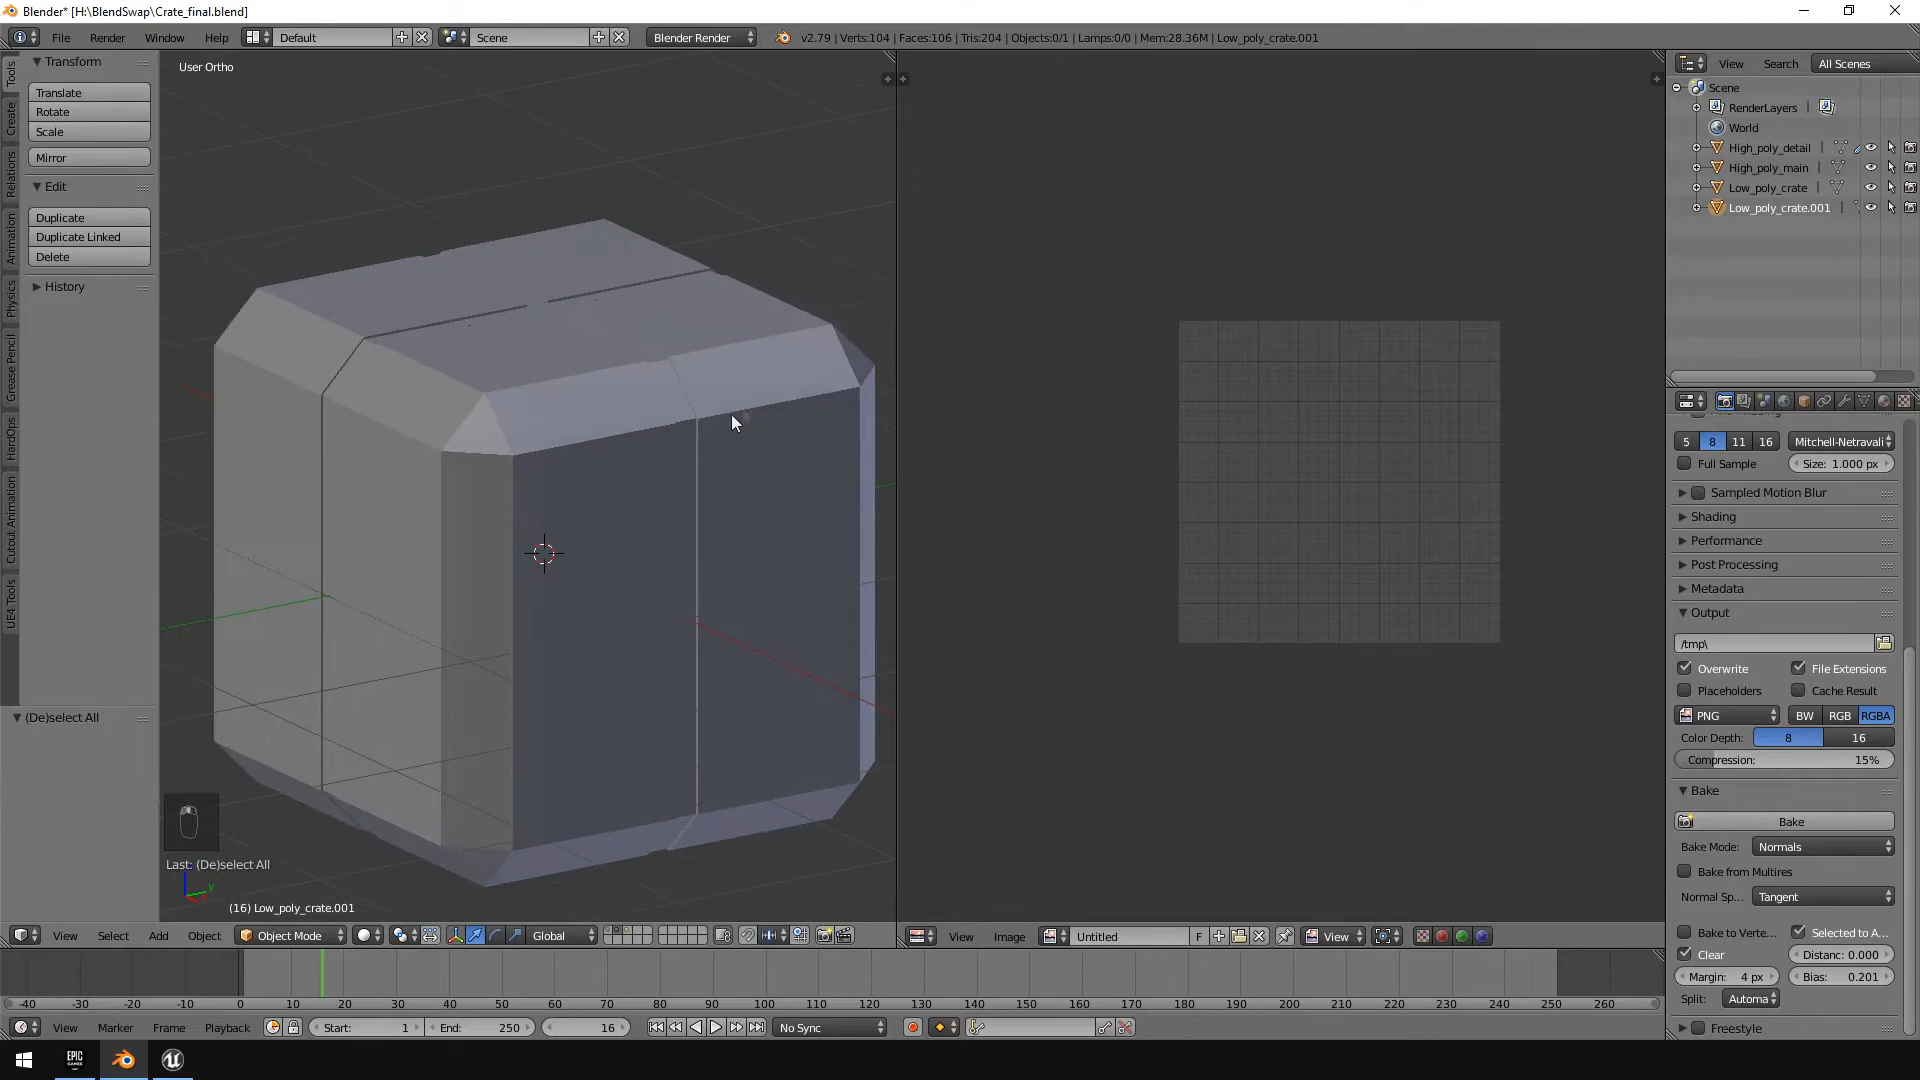 Blender* [H:\BlendSwap\Crate_final.blend]
File Render Window Help Default Scene Blender Render v2.79 | Verts:104 | Faces:106 | Tris:204 | Objects:0/1 | Lamps:0/0 | Mem:28.36M | Low_poly_crate.001
Tools
Create
Relations
Animation
Physics
Grease Pencil
HardOps
Cutout Animation
UE4 Tools
Transform
Translate
Rotate
Scale
Mirror
Edit
Duplicate
Duplicate Linked
Delete
History
(De)select All
User Ortho
Last: (De)select All
y
(16) Low_poly_crate.001
View Select Add Object Object Mode Global
View Image Untitled F View
View Search All Scenes
Scene
RenderLayers
World
High_poly_detail
High_poly_main
Low_poly_crate
Low_poly_crate.001
5 8 11 16 Mitchell-Netravali
Full Sample Size: 1.000 px
Sampled Motion Blur
Shading
Performance
Post Processing
Metadata
Output
/tmp\
Overwrite File Extensions
Placeholders Cache Result
PNG BW RGB RGBA
Color Depth: 8 16
Compression: 15%
Bake
Bake
Bake Mode: Normals
Bake from Multires
Normal Sp... Tangent
Bake to Verte... Selected to A...
Clear Distanc: 0.000
Margin: 4 px Bias: 0.201
Split: Automa
Freestyle
-40 -30 -20 -10 0 10 20 30 40 50 60 70 80 90 100 110 120 130 140 150 160 170 180 190 200 210 220 230 240 250 260
View Marker Frame Playback Start: 1 End: 250 16 No Sync
EPIC GAMES